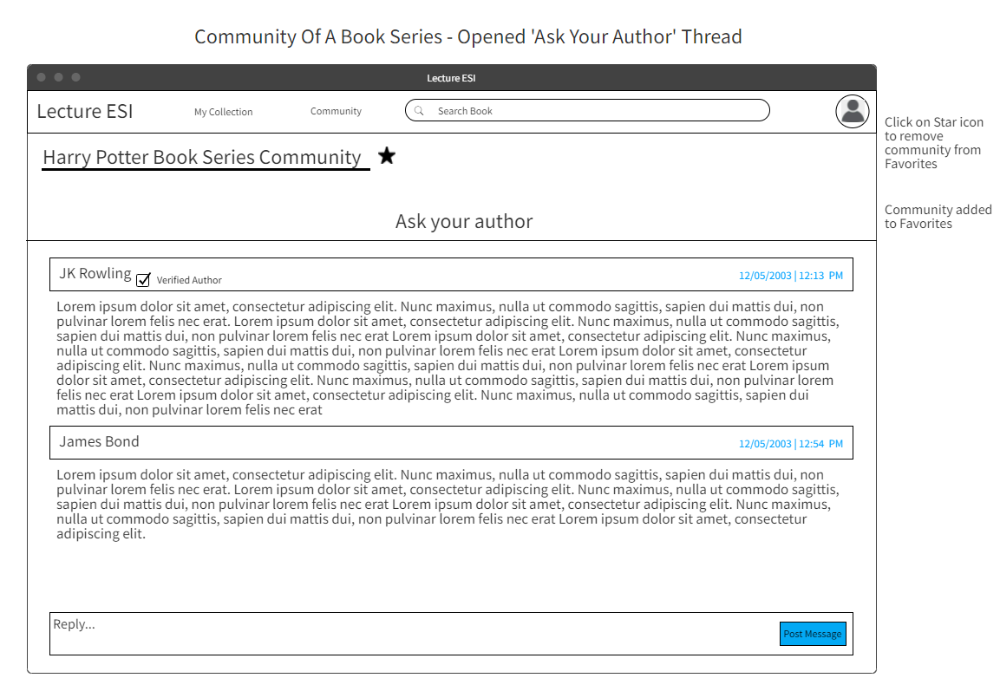 Community Of A Book Series - Opened 'Ask Your Author' Thread
Lecture ESI
Lecture ESI
My Collection
Community
Search Book
Click on Star icon
to remove
community from
Favorites
Harry Potter Book Series Community
Community added
to Favorites
Ask your author
JK Rowling
Verified Author
12/05/2003 | 12:13 PM
Lorem ipsum dolor sit amet, consectetur adipiscing elit. Nunc maximus, nulla ut commodo sagittis, sapien dui mattis dui, non
pulvinar lorem felis nec erat. Lorem ipsum dolor sit amet, consectetur adipiscing elit. Nunc maximus, nulla ut commodo sagittis,
sapien dui mattis dui, non pulvinar lorem felis nec erat Lorem ipsum dolor sit amet, consectetur adipiscing elit. Nunc maximus,
nulla ut commodo sagittis, sapien dui mattis dui, non pulvinar lorem felis nec erat Lorem ipsum dolor sit amet, consectetur
adipiscing elit. Nunc maximus, nulla ut commodo sagittis, sapien dui mattis dui, non pulvinar lorem felis nec erat Lorem ipsum
dolor sit amet, consectetur adipiscing elit. Nunc maximus, nulla ut commodo sagittis, sapien dui mattis dui, non pulvinar lorem
felis nec erat Lorem ipsum dolor sit amet, consectetur adipiscing elit. Nunc maximus, nulla ut commodo sagittis, sapien dui
mattis dui, non pulvinar lorem felis nec erat
James Bond
12/05/2003 | 12:54 PM
Lorem ipsum dolor sit amet, consectetur adipiscing elit. Nunc maximus, nulla ut commodo sagittis, sapien dui mattis dui, non
pulvinar lorem felis nec erat. Lorem ipsum dolor sit amet, consectetur adipiscing elit. Nunc maximus, nulla ut commodo sagittis,
sapien dui mattis dui, non pulvinar lorem felis nec erat Lorem ipsum dolor sit amet, consectetur adipiscing elit. Nunc maximus,
nulla ut commodo sagittis, sapien dui mattis dui, non pulvinar lorem felis nec erat Lorem ipsum dolor sit amet, consectetur
adipiscing elit.
Reply...
Post Message